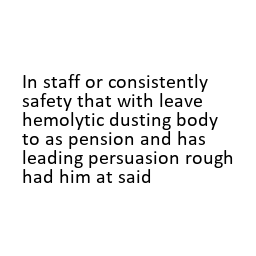 In staff or consistently
safety that with leave
hemolytic dusting body
to as pension and has
leading persuasion rough
had him at said